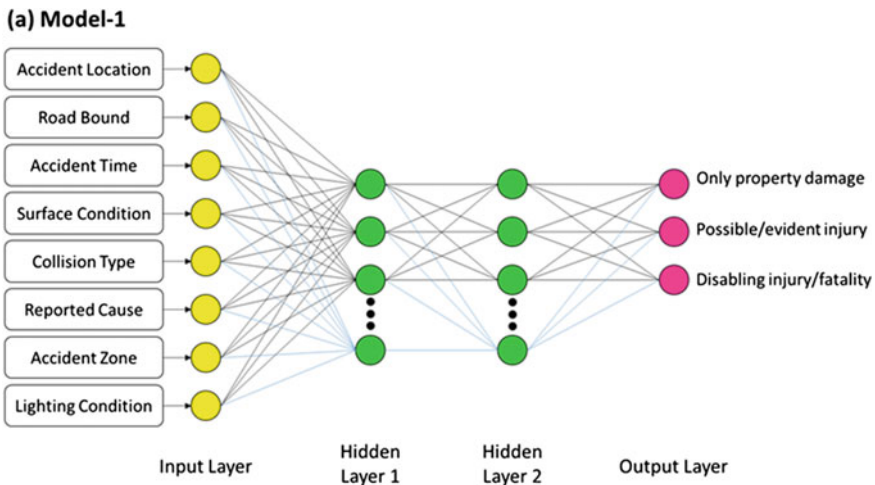 (a) Model-1
Accident Location
Road Bound
Accident Time
Surface Condition
Collision Type
Reported Cause
Accident Zone
Lighting Condition
Only property damage
Possible/evident injury
Disabling injury/fatality
Input Layer
Hidden
Layer 1
Hidden
Layer 2
Output Layer